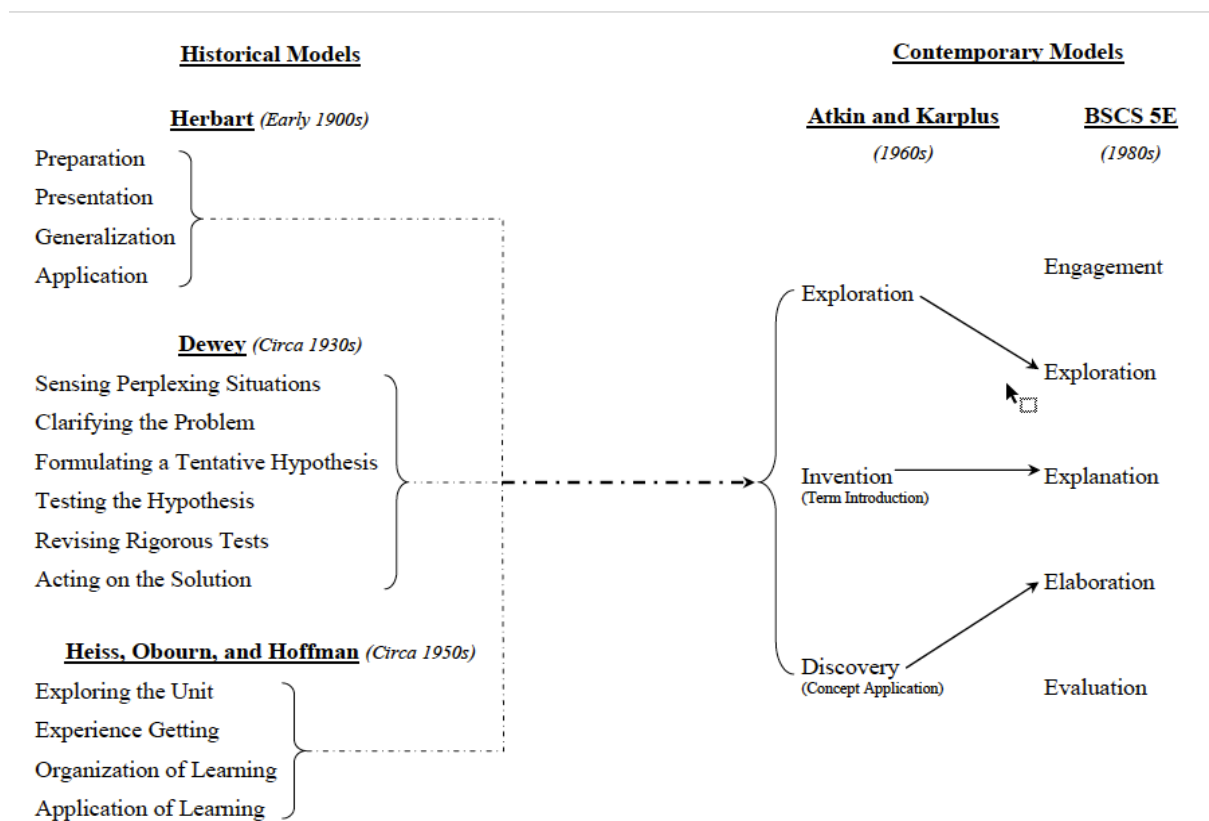 Historical Models
Herbart (Early 1900s)
Preparation
Presentation
Generalization
Application
Dewey (Circa 1930s)
Sensing Perplexing Situations
Clarifying the Problem
Formulating a Tentative Hypothesis
Testing the Hypothesis
Revising Rigorous Tests
Acting on the Solution
Heiss, Obourn, and Hoffman (Circa 1950s)
Exploring the Unit
Experience Getting
Organization of Learning
Application of Learning
Contemporary Models
Atkin and Karplus
(1960s)
Exploration
Invention
(Term Introduction)
Discovery
(Concept Application)
BSCS 5E
(1980s)
Engagement
Exploration
Explanation
Elaboration
Evaluation